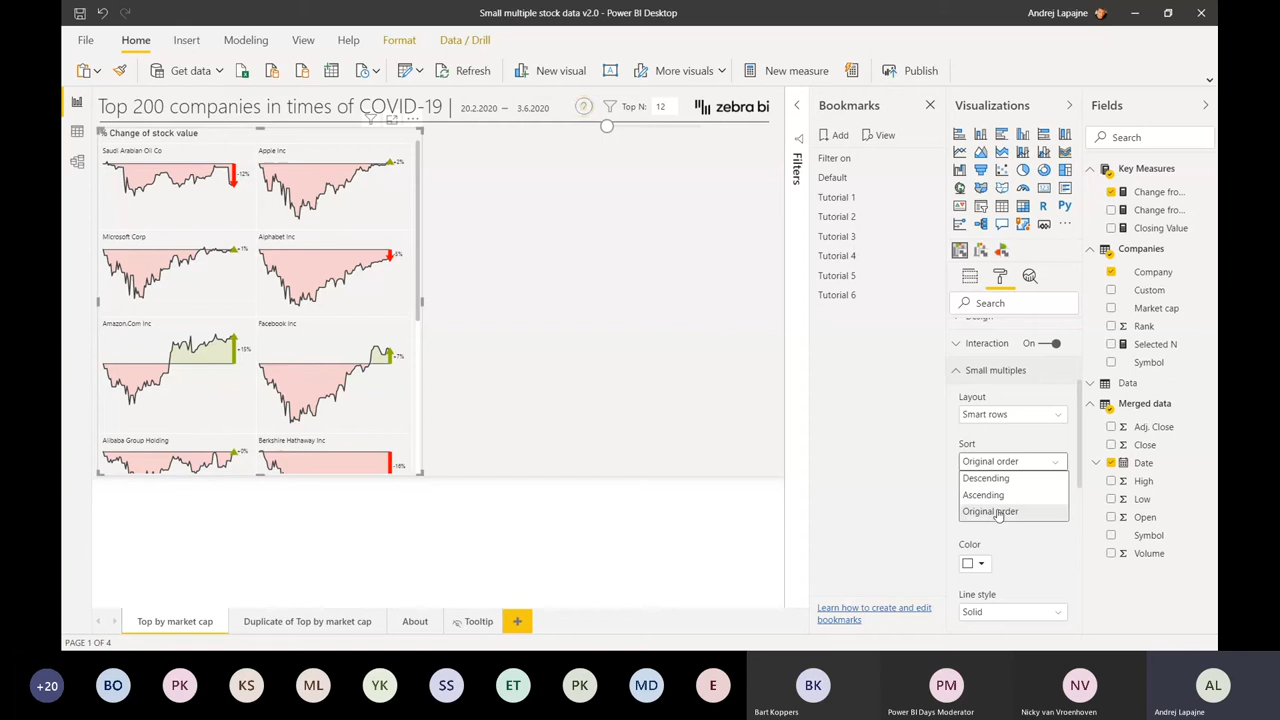 Small multiple stock data v2.0 - Power BI Desktop
Andrej Lapajne
File
Home
Insert
Modeling
View
Help
Format
Data / Drill
Get data
Refresh
New visual
More visuals
New measure
Publish
Top 200 companies in times of COVID-19 |
20.2.2020 — 3.6.2020
?
Top N: 12
zebra bi
% Change of stock value
Saudi Arabian Oil Co
-12%
Apple Inc
+2%
Microsoft Corp
+1%
Alphabet Inc
-5%
Amazon.Com Inc
+15%
Facebook Inc
+7%
Alibaba Group Holding
+0%
Berkshire Hathaway Inc
-16%
Filters
Bookmarks
Add
View
Filter on
Default
Tutorial 1
Tutorial 2
Tutorial 3
Tutorial 4
Tutorial 5
Tutorial 6
Learn how to create and edit
bookmarks
Visualizations
R
Py
Search
Design
Interaction
On
Small multiples
Layout
Smart rows
Sort
Original order
Descending
Ascending
Original order
Color
Line style
Solid
Fields
Search
Key Measures
Change fro...
Change fro...
Closing Value
Companies
Company
Custom
Market cap
Rank
Selected N
Symbol
Data
Merged data
Adj. Close
Close
Date
High
Low
Open
Symbol
Volume
Top by market cap
Duplicate of Top by market cap
About
Tooltip
PAGE 1 OF 4
+20
BO
PK
KS
ML
YK
SS
ET
PK
MD
E
BK
Bart Koppers
PM
Power BI Days Moderator
NV
Nicky van Vroenhoven
AL
Andrej Lapajne